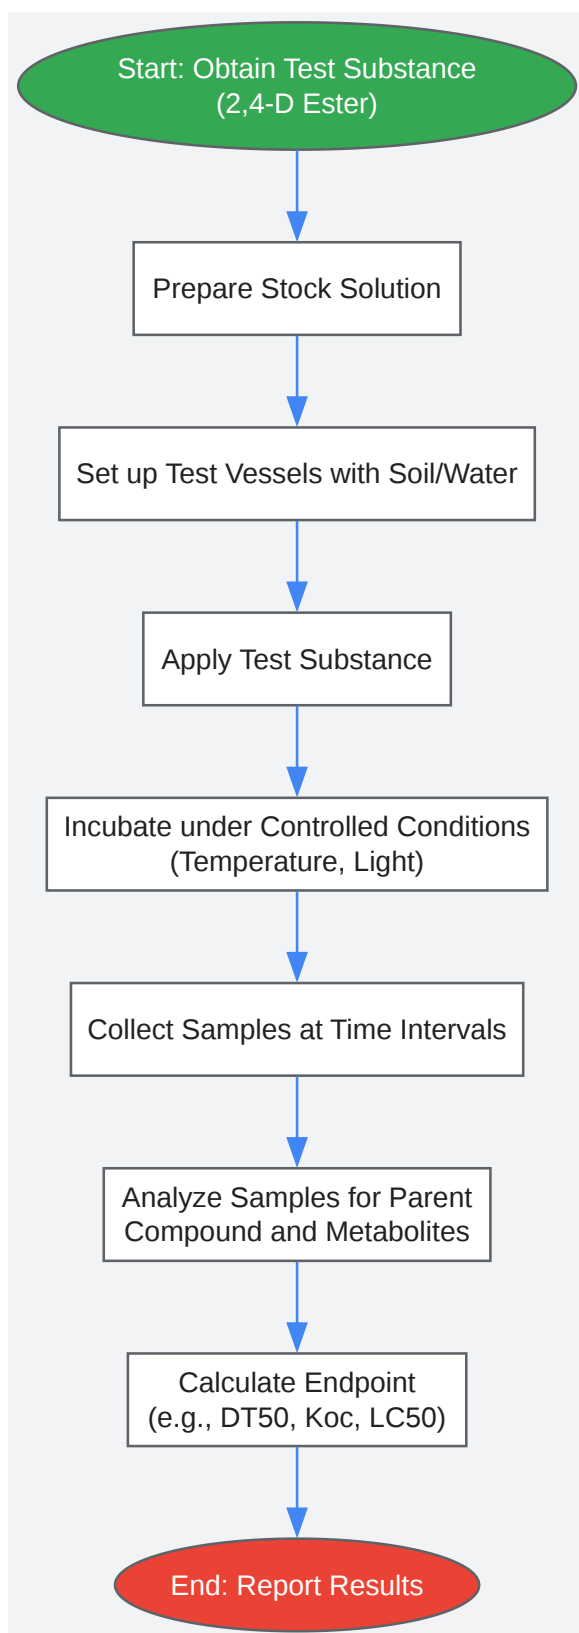 Start: Obtain Test Substance
(2,4-D Ester)
Prepare Stock Solution
Set up Test Vessels with Soil/Water
Apply Test Substance
Incubate under Controlled Conditions
(Temperature, Light)
Collect Samples at Time Intervals
Analyze Samples for Parent
Compound and Metabolites
Calculate Endpoint
(e.g., DT50, Koc, LC50)
End: Report Results